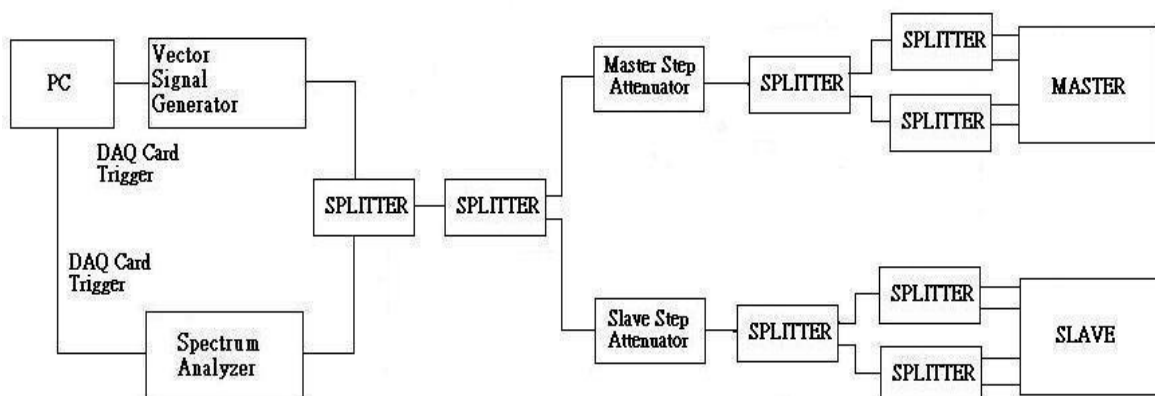 PC
Vector
Signal
Generator
DAQ Card
Trigger
DAQ Card
Trigger
Spectrum
Analyzer
SPLITTER
SPLITTER
Master Step
Attenuator
SPLITTER
SPLITTER
SPLITTER
MASTER
Slave Step
Attenuator
SPLITTER
SPLITTER
SPLITTER
SLAVE